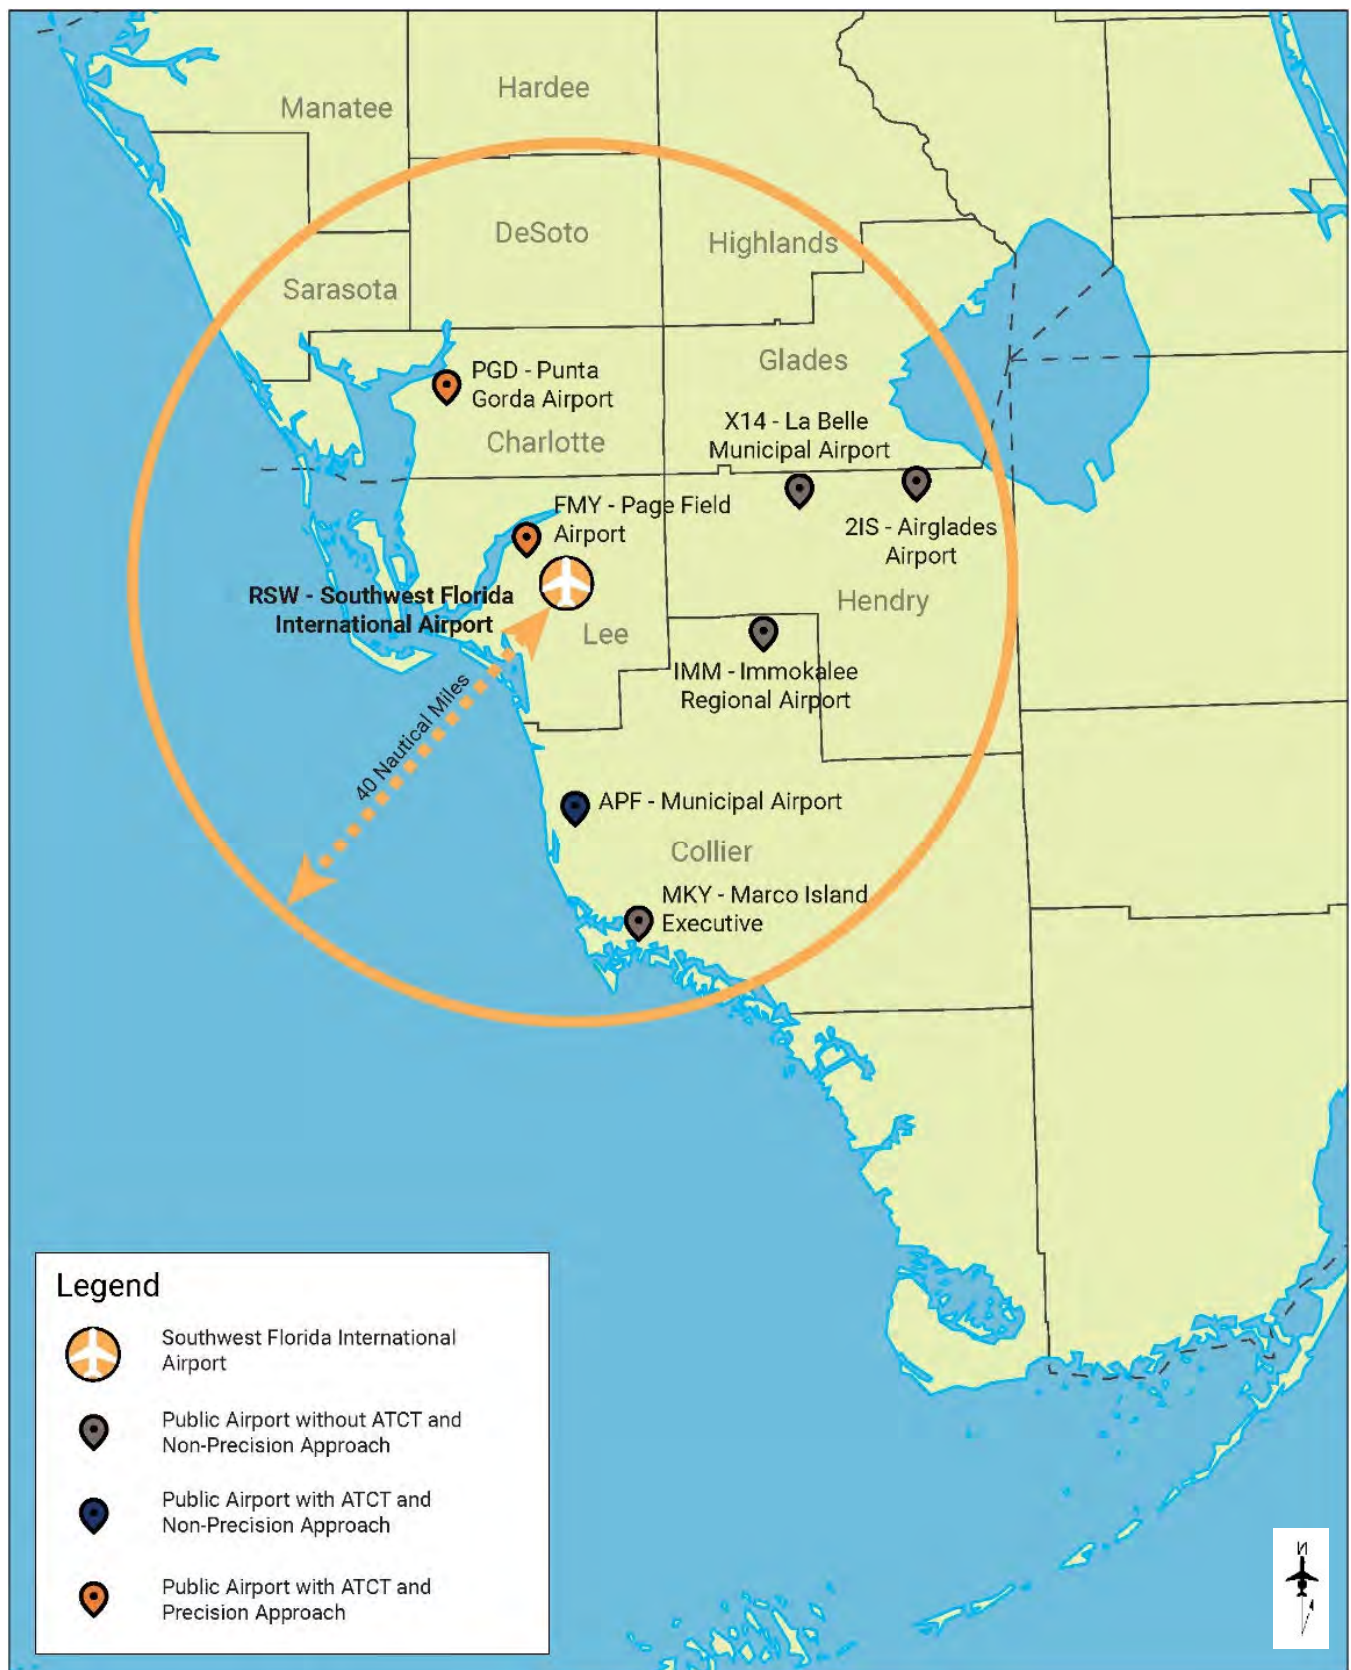 Hardee
Manatee
DeSoto
Highlands
Sarasota
Glades
PGD - Punta
Gorda Airport
X14 - La Belle
Municipal Airport
Charlotte
FMY - Page Field
Airport
2IS - Airglades
Airport
RSW - Southwest Florida
International Airport
Hendry
Lee
IMM - Immokalee
Regional Airport
40 Nautical Miles
APF - Municipal Airport
Collier
MKY - Marco Island
Executive
Legend
Southwest Florida International
Airport
Public Airport without ATCT and
Non-Precision Approach
Public Airport with ATCT and
Non-Precision Approach
Public Airport with ATCT and
Precision Approach
N